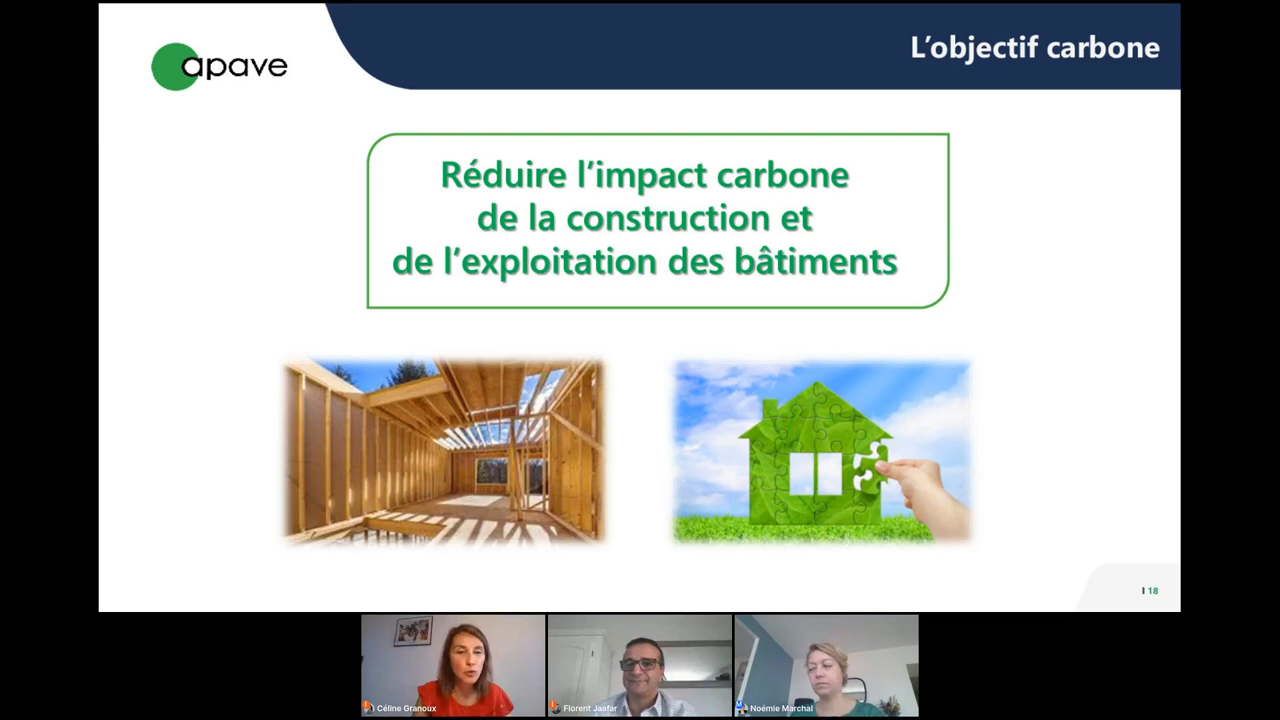 apave
L'objectif carbone
Réduire l'impact carbone
de la construction et
de l'exploitation des bâtiments
I 18
Céline Granoux
Florent Jaafar
Noémie Marchal